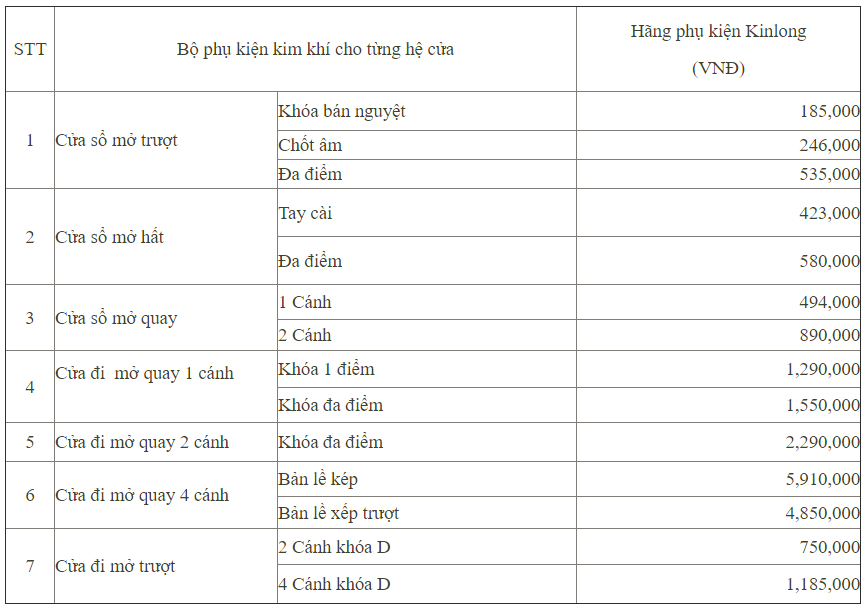 STT Bộ phụ kiện kim khí cho từng hệ cửa Hãng phụ kiện Kinlong
(VNĐ)
1 Cửa sổ mở trượt Khóa bán nguyệt 185,000
Chốt âm 246,000
Đa điểm 535,000
2 Cửa sổ mở hất Tay cài 423,000
Đa điểm 580,000
3 Cửa sổ mở quay 1 Cánh 494,000
2 Cánh 890,000
4 Cửa đi mở quay 1 cánh Khóa 1 điểm 1,290,000
Khóa đa điểm 1,550,000
5 Cửa đi mở quay 2 cánh Khóa đa điểm 2,290,000
6 Cửa đi mở quay 4 cánh Bản lề kép 5,910,000
Bản lề xếp trượt 4,850,000
7 Cửa đi mở trượt 2 Cánh khóa D 750,000
4 Cánh khóa D 1,185,000